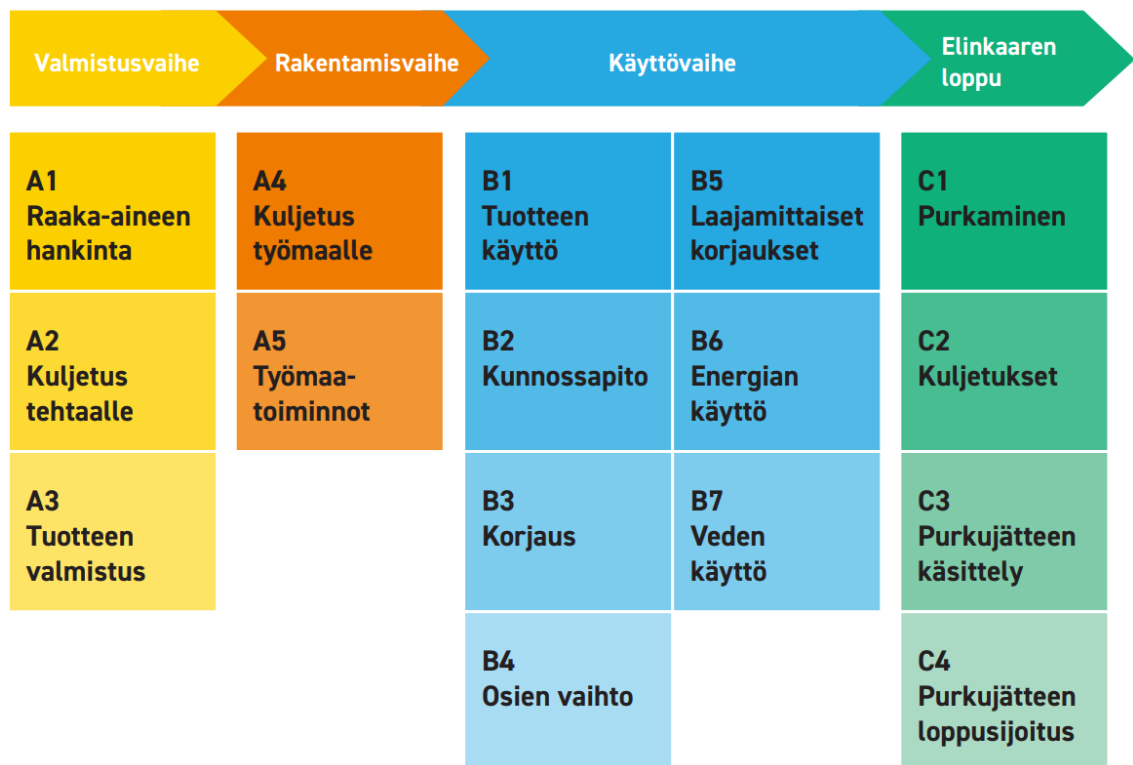 Valmistusvaihe
Rakentamisvaihe
Käyttövaihe
Elinkaaren
loppu
A1
Raaka-aineen
hankinta
A2
Kuljetus
tehtaalle
A3
Tuotteen
valmistus
A4
Kuljetus
työmaalle
A5
Työmaa-
toiminnot
B1
Tuotteen
käyttö
B2
Kunnossapito
B3
Korjaus
B4
Osien vaihto
B5
Laajamittaiset
korjaukset
B6
Energian
käyttö
B7
Veden
käyttö
C1
Purkaminen
C2
Kuljetukset
C3
Purkujätteen
käsittely
C4
Purkujätteen
loppusijoitus